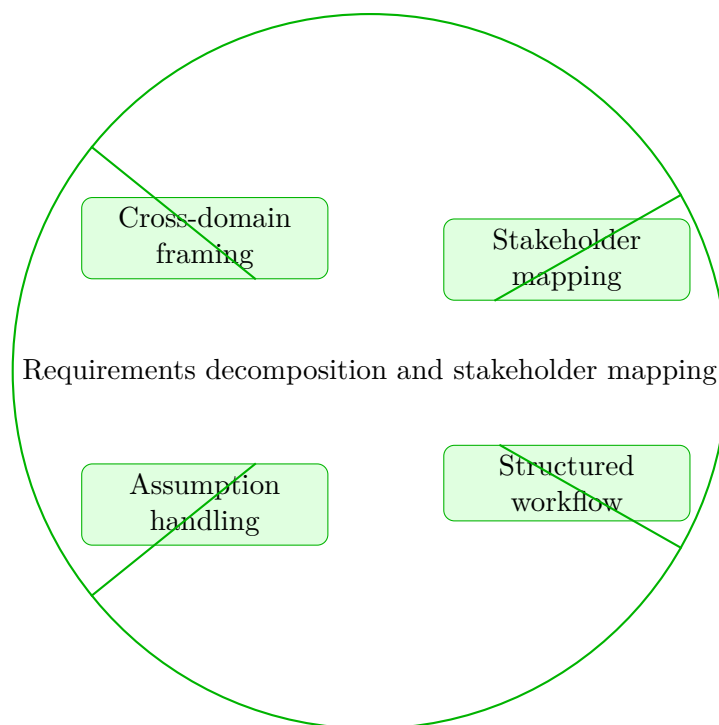 Cross-domain
framing
Stakeholder
mapping
Requirements decomposition and stakeholder mapping
Assumption
handling
Structured
workflow